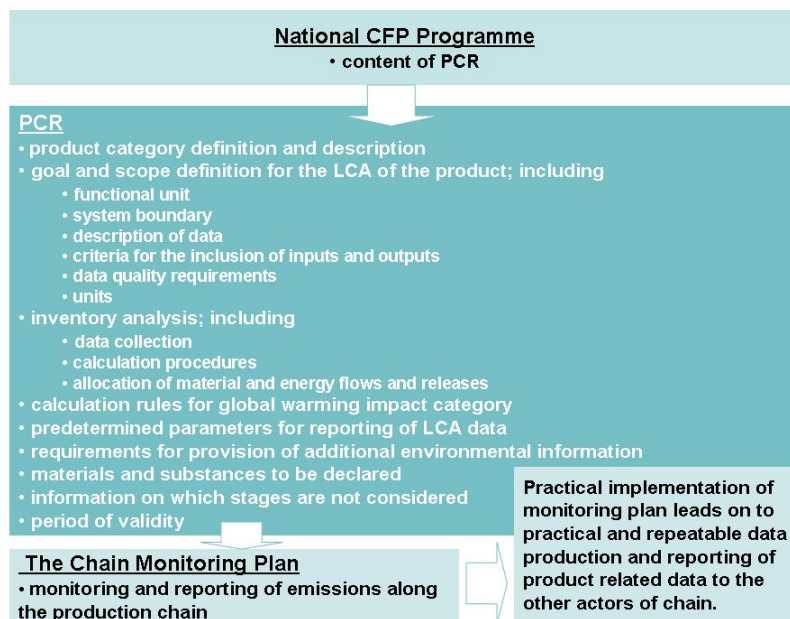 National CFP Programme
• content of PCR
PCR
• product category definition and description
• goal and scope definition for the LCA of the product; including
• functional unit
• system boundary
• description of data
• criteria for the inclusion of inputs and outputs
• data quality requirements
• units
• inventory analysis; including
• data collection
• calculation procedures
• allocation of material and energy flows and releases
• calculation rules for global warming impact category
• predetermined parameters for reporting of LCA data
• requirements for provision of additional environmental information
• materials and substances to be declared
• information on which stages are not considered
• period of validity
The Chain Monitoring Plan
• monitoring and reporting of emissions along
the production chain
Practical implementation of
monitoring plan leads on to
practical and repeatable data
production and reporting of
product related data to the
other actors of chain.